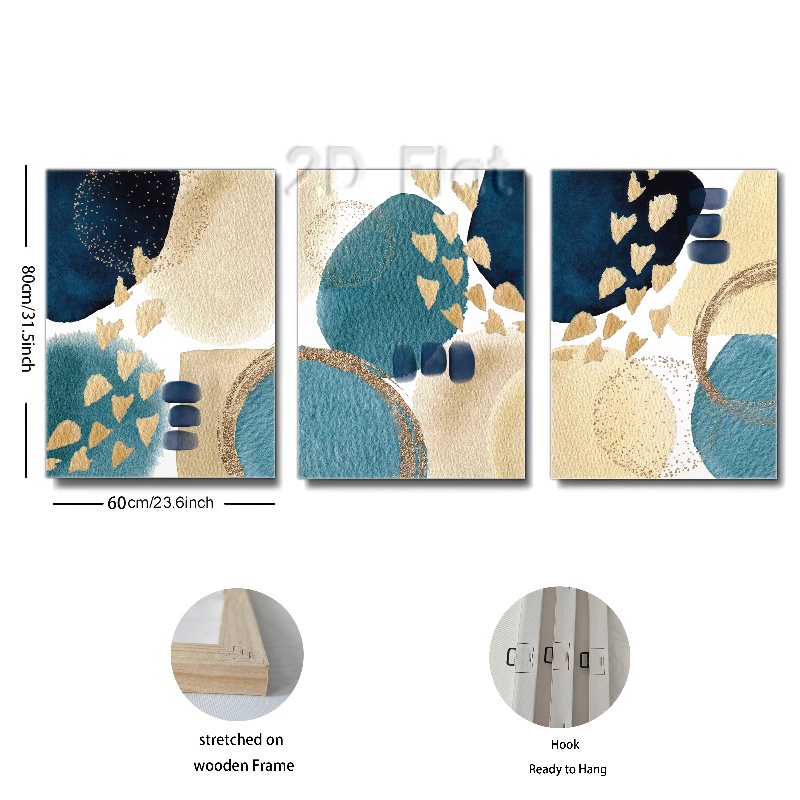 2D Flat
80cm/31.5inch
60cm/23.6inch
stretched on
wooden Frame
Hook
Ready to Hang